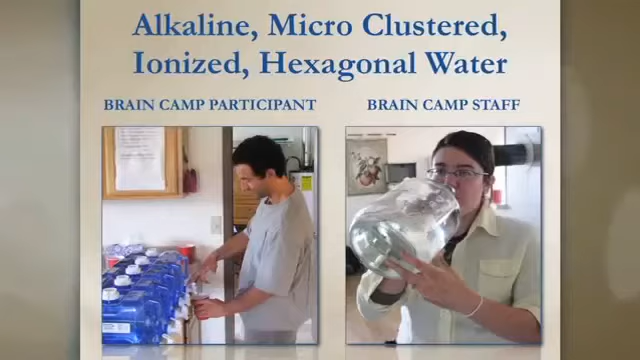 Alkaline, Micro Clustered,
Ionized, Hexagonal Water
BRAIN CAMP PARTICIPANT
BRAIN CAMP STAFF